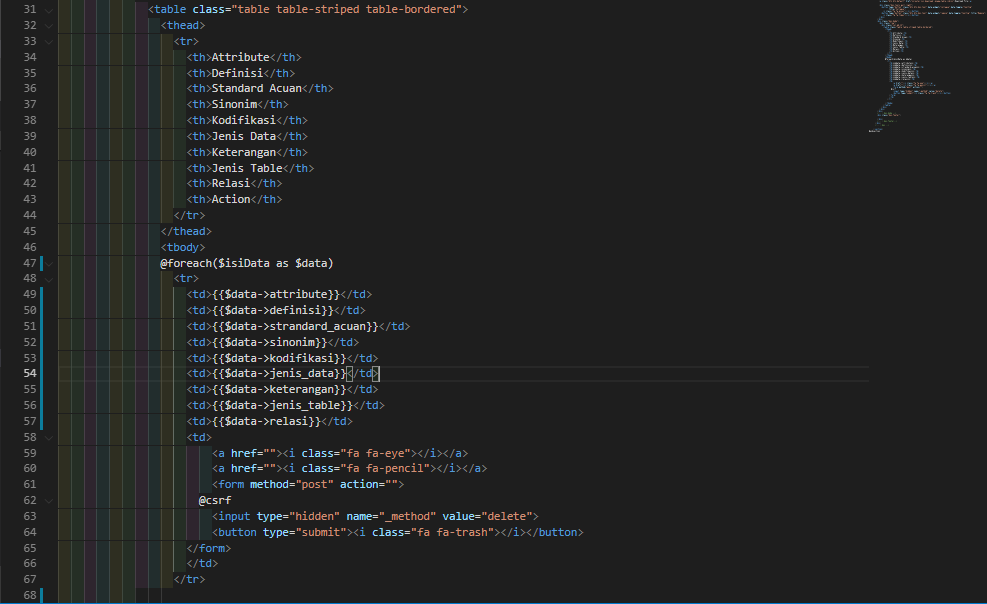 31 <table class="table table-striped table-bordered">
32 <thead>
33 <tr>
34 <th>Attribute</th>
35 <th>Definisi</th>
36 <th>Standard Acuan</th>
37 <th>Sinonim</th>
38 <th>Kodifikasi</th>
39 <th>Jenis Data</th>
40 <th>Keterangan</th>
41 <th>Jenis Table</th>
42 <th>Relasi</th>
43 <th>Action</th>
44 </tr>
45 </thead>
46 <tbody>
47 @foreach($isiData as $data)
48 <tr>
49 <td>{{$data->attribute}}</td>
50 <td>{{$data->definisi}}</td>
51 <td>{{$data->strandard_acuan}}</td>
52 <td>{{$data->sinonim}}</td>
53 <td>{{$data->kodifikasi}}</td>
54 <td>{{$data->jenis_data}}</td>
55 <td>{{$data->keterangan}}</td>
56 <td>{{$data->jenis_table}}</td>
57 <td>{{$data->relasi}}</td>
58 <td>
59 <a href=""><i class="fa fa-eye"></i></a>
60 <a href=""><i class="fa fa-pencil"></i></a>
61 <form method="post" action="">
62 @csrf
63 <input type="hidden" name="_method" value="delete">
64 <button type="submit"><i class="fa fa-trash"></i></button>
65 </form>
66 </td>
67 </tr>
68